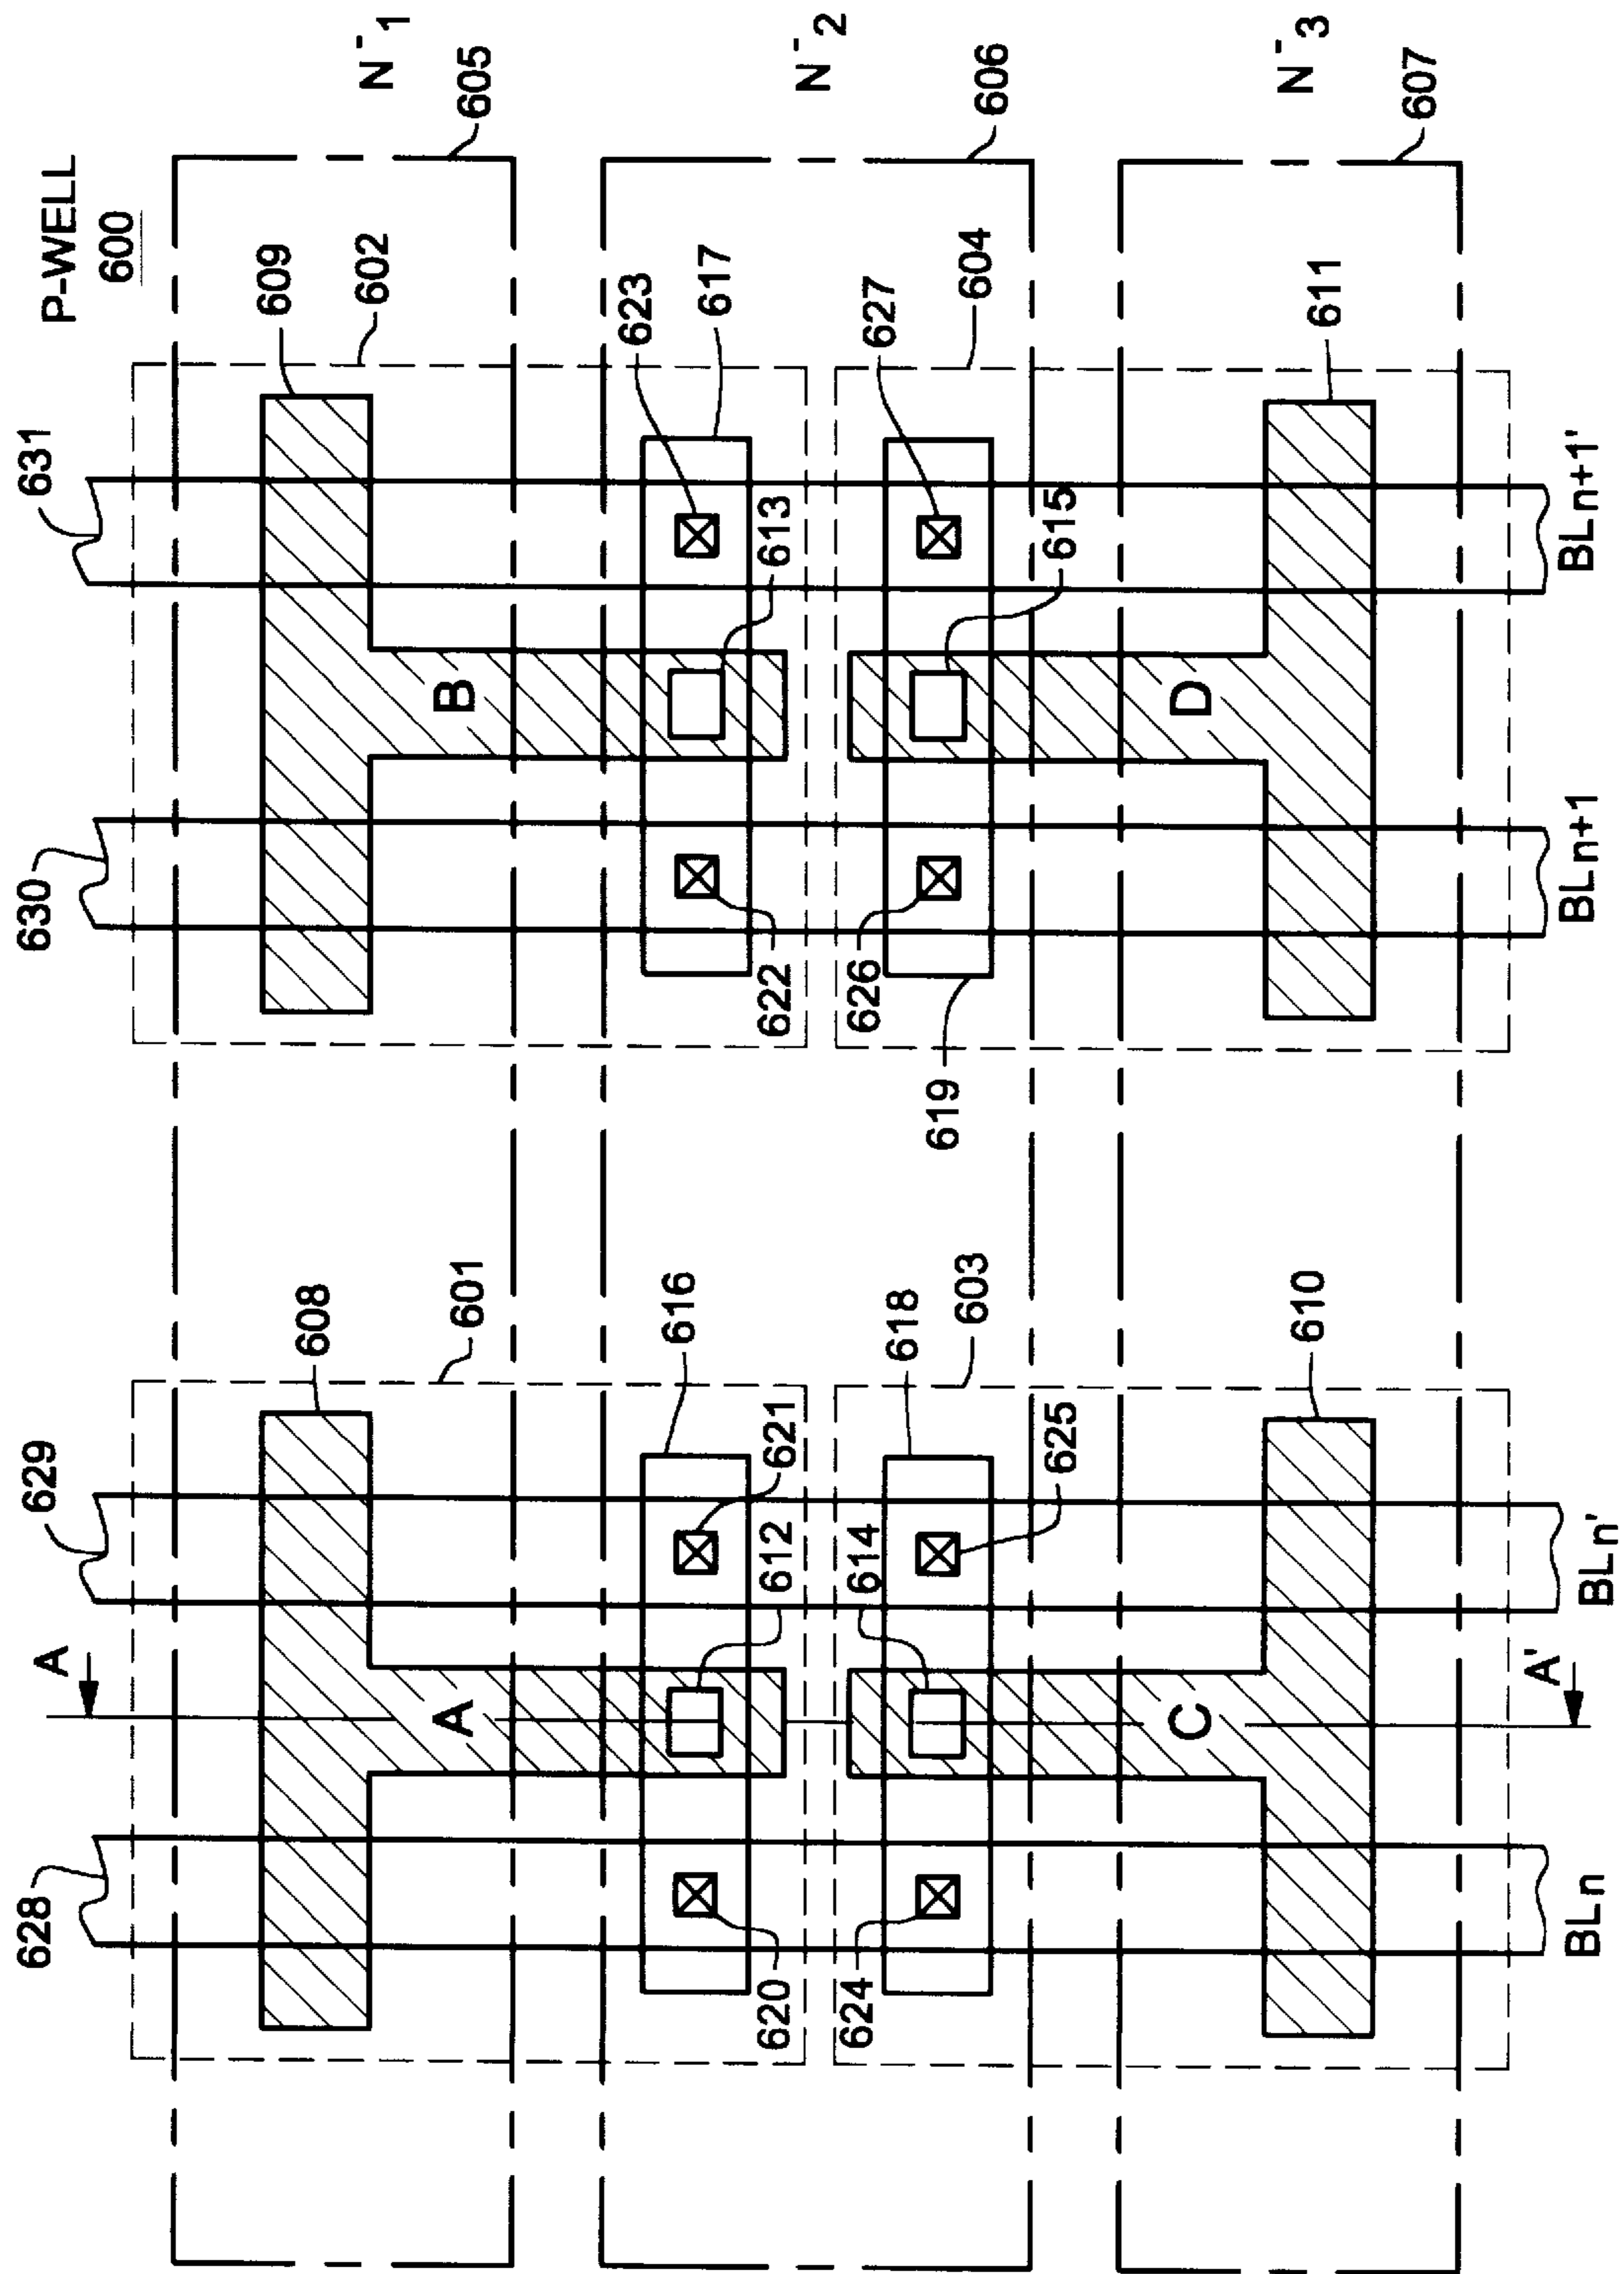 628
629
630
631
A
P-WELL
600
609
608
602
N⁻1
A
B
601
605
623
616
617
620
622
612
621
613
N⁻2
624
614
626
618
627
619
603
604
606
625
615
C
D
N⁻3
610
611
607
A'
BLn
BLn'
BLn+1
BLn+1'